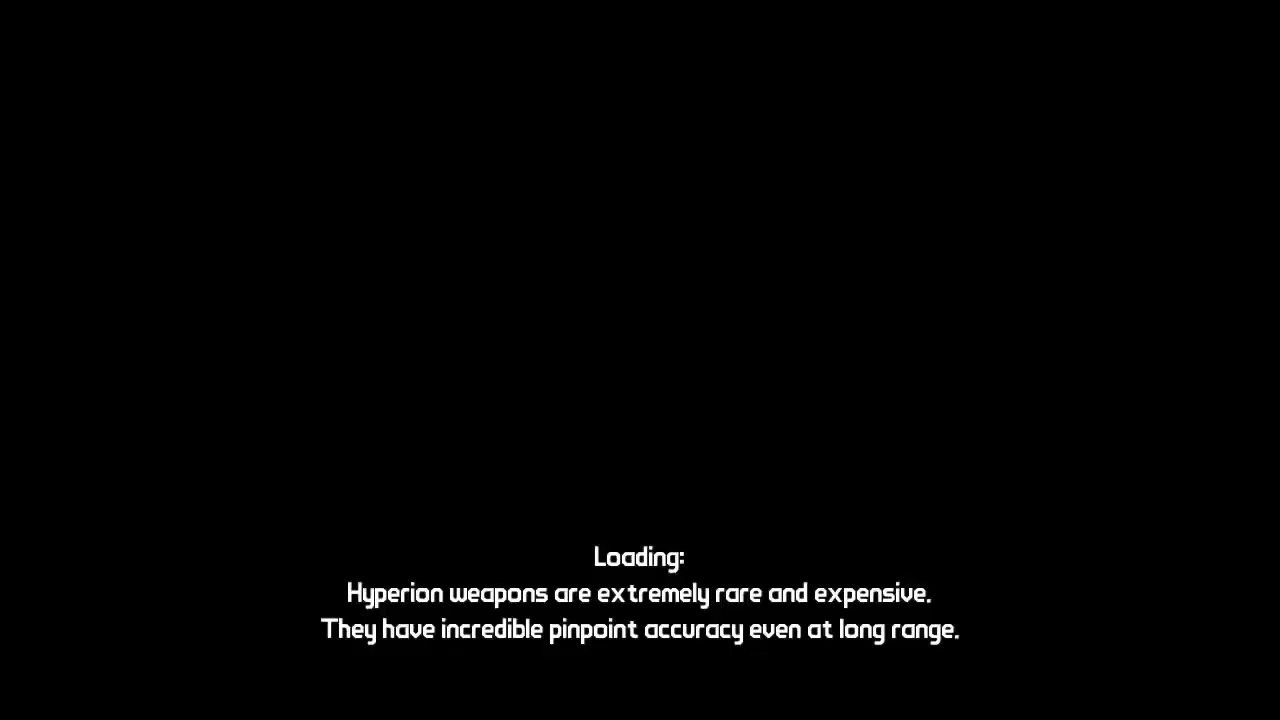 Loading:
Hyperion weapons are extremely rare and expensive.
They have incredible pinpoint accuracy even at long range.